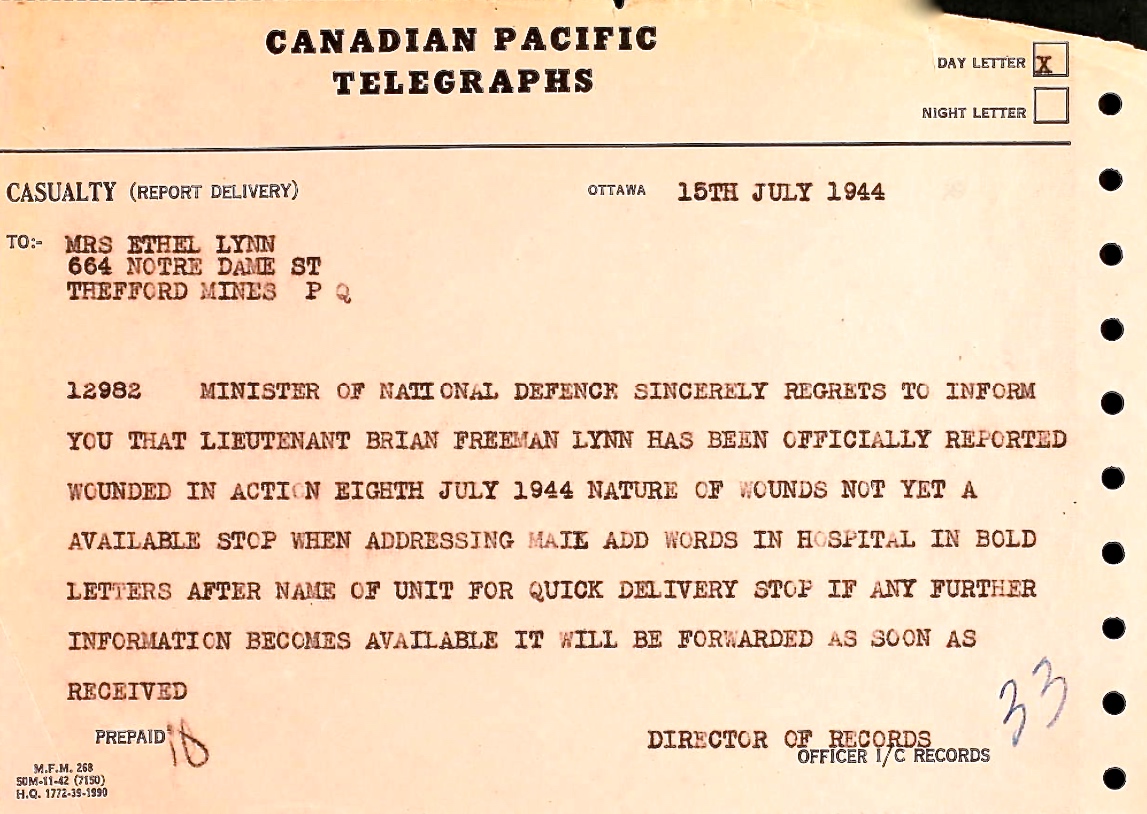 CANADIAN PACIFIC
TELEGRAPHS
DAY LETTER X
NIGHT LETTER
CASUALTY (REPORT DELIVERY) OTTAWA 15TH JULY 1944
TO:- MRS ETHEL LYNN
664 NOTRE DAME ST
THEFFORD MINES P Q
12982 MINISTER OF NATIONAL DEFENCE SINCERELY REGRETS TO INFORM
YOU THAT LIEUTENANT BRIAN FREEMAN LYNN HAS BEEN OFFICIALLY REPORTED
WOUNDED IN ACTION EIGHTH JULY 1944 NATURE OF WOUNDS NOT YET A
AVAILABLE STOP WHEN ADDRESSING MAIL ADD WORDS IN HOSPITAL IN BOLD
LETTERS AFTER NAME OF UNIT FOR QUICK DELIVERY STOP IF ANY FURTHER
INFORMATION BECOMES AVAILABLE IT WILL BE FORWARDED AS SOON AS
RECEIVED
PREPAID
DIRECTOR OF RECORDS
OFFICER I/C RECORDS
33
M.F.M. 268
50M-11-42 (7150)
H.Q. 1772-39-1990